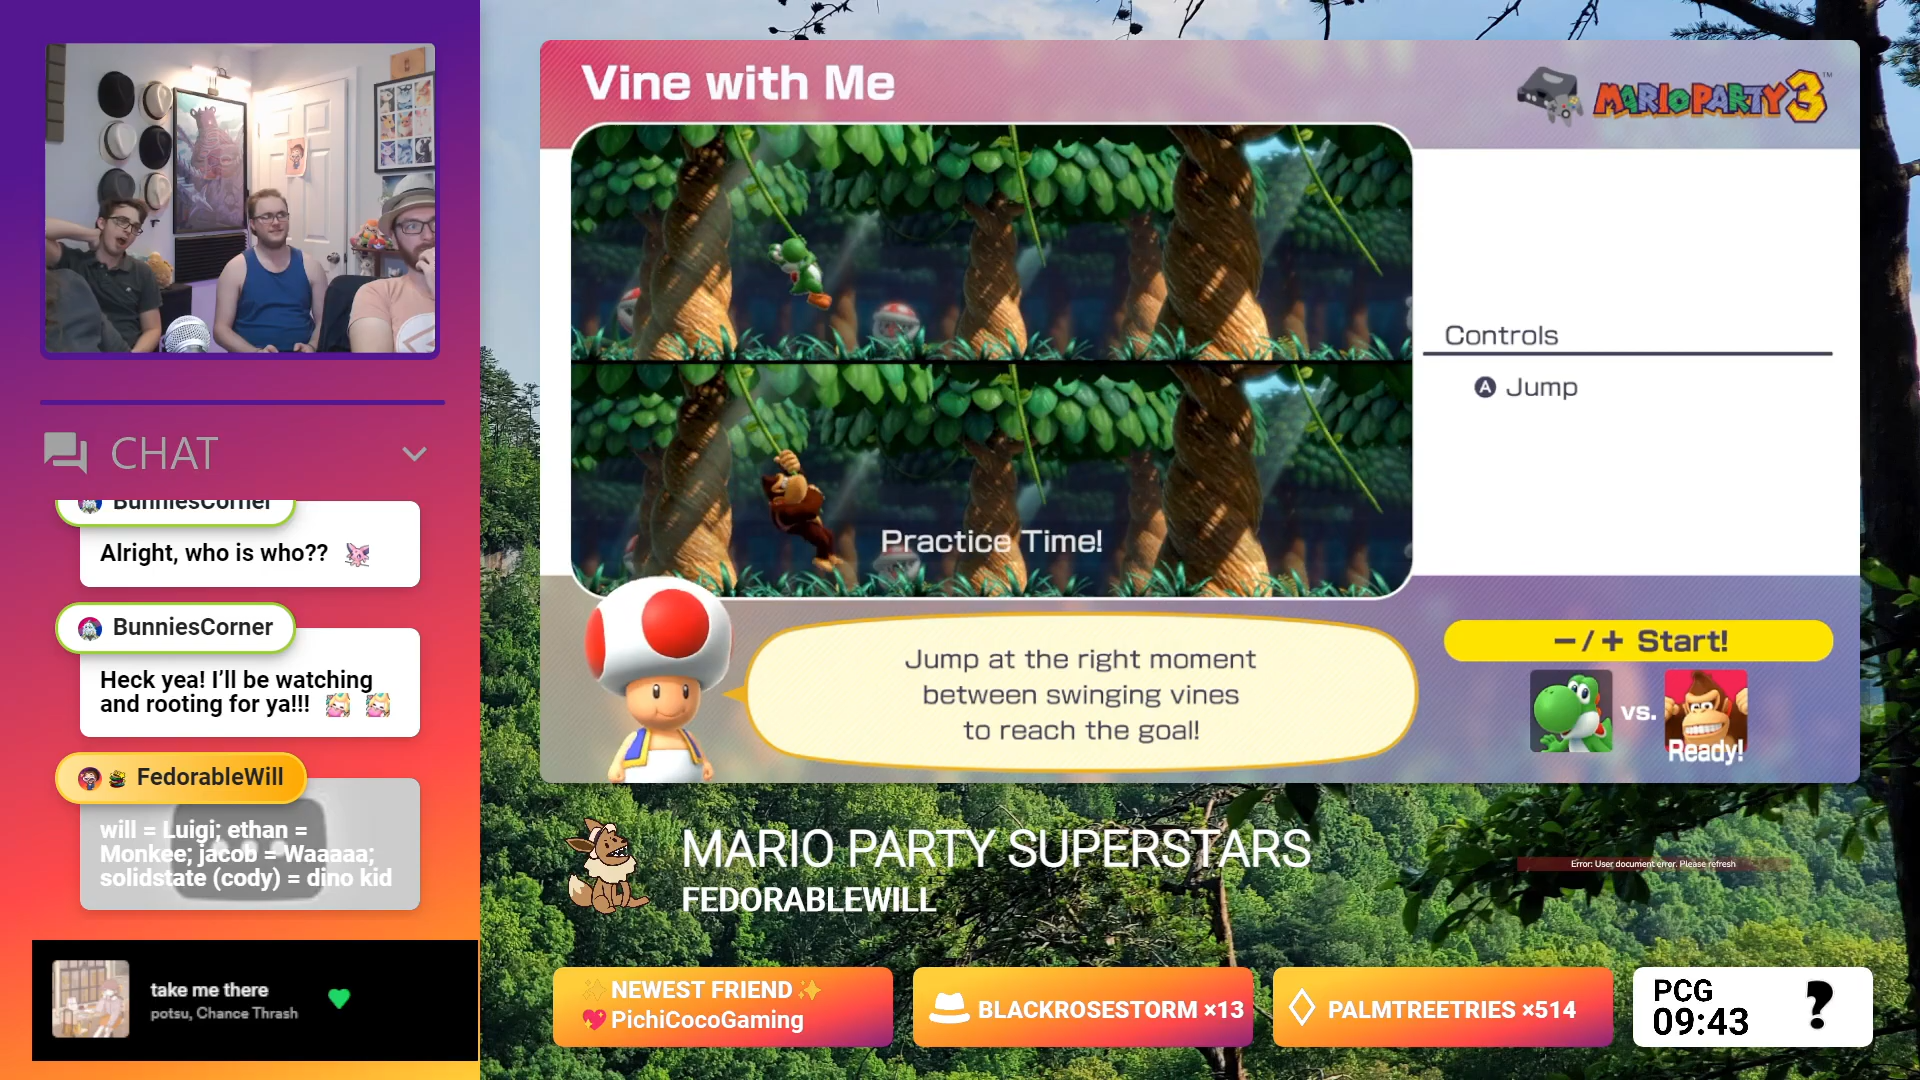 Vine with Me
MARIO PARTY 3™
Controls
A Jump
Practice Time!
Jump at the right moment
between swinging vines
to reach the goal!
−/+ Start!
vs.
Ready!
CHAT
BunniesCorner
Alright, who is who??
BunniesCorner
Heck yea! I’ll be watching
and rooting for ya!!!
FedorableWill
will = Luigi; ethan =
Monkee; jacob = Waaaaa;
solidstate (cody) = dino kid
take me there
potsu, Chance Thrash
MARIO PARTY SUPERSTARS
FEDORABLEWILL
Error: User document error. Please refresh
NEWEST FRIEND
PichiCocoGaming
BLACKROSESTORM ×13
PALMTREETRIES ×514
PCG
09:43
?